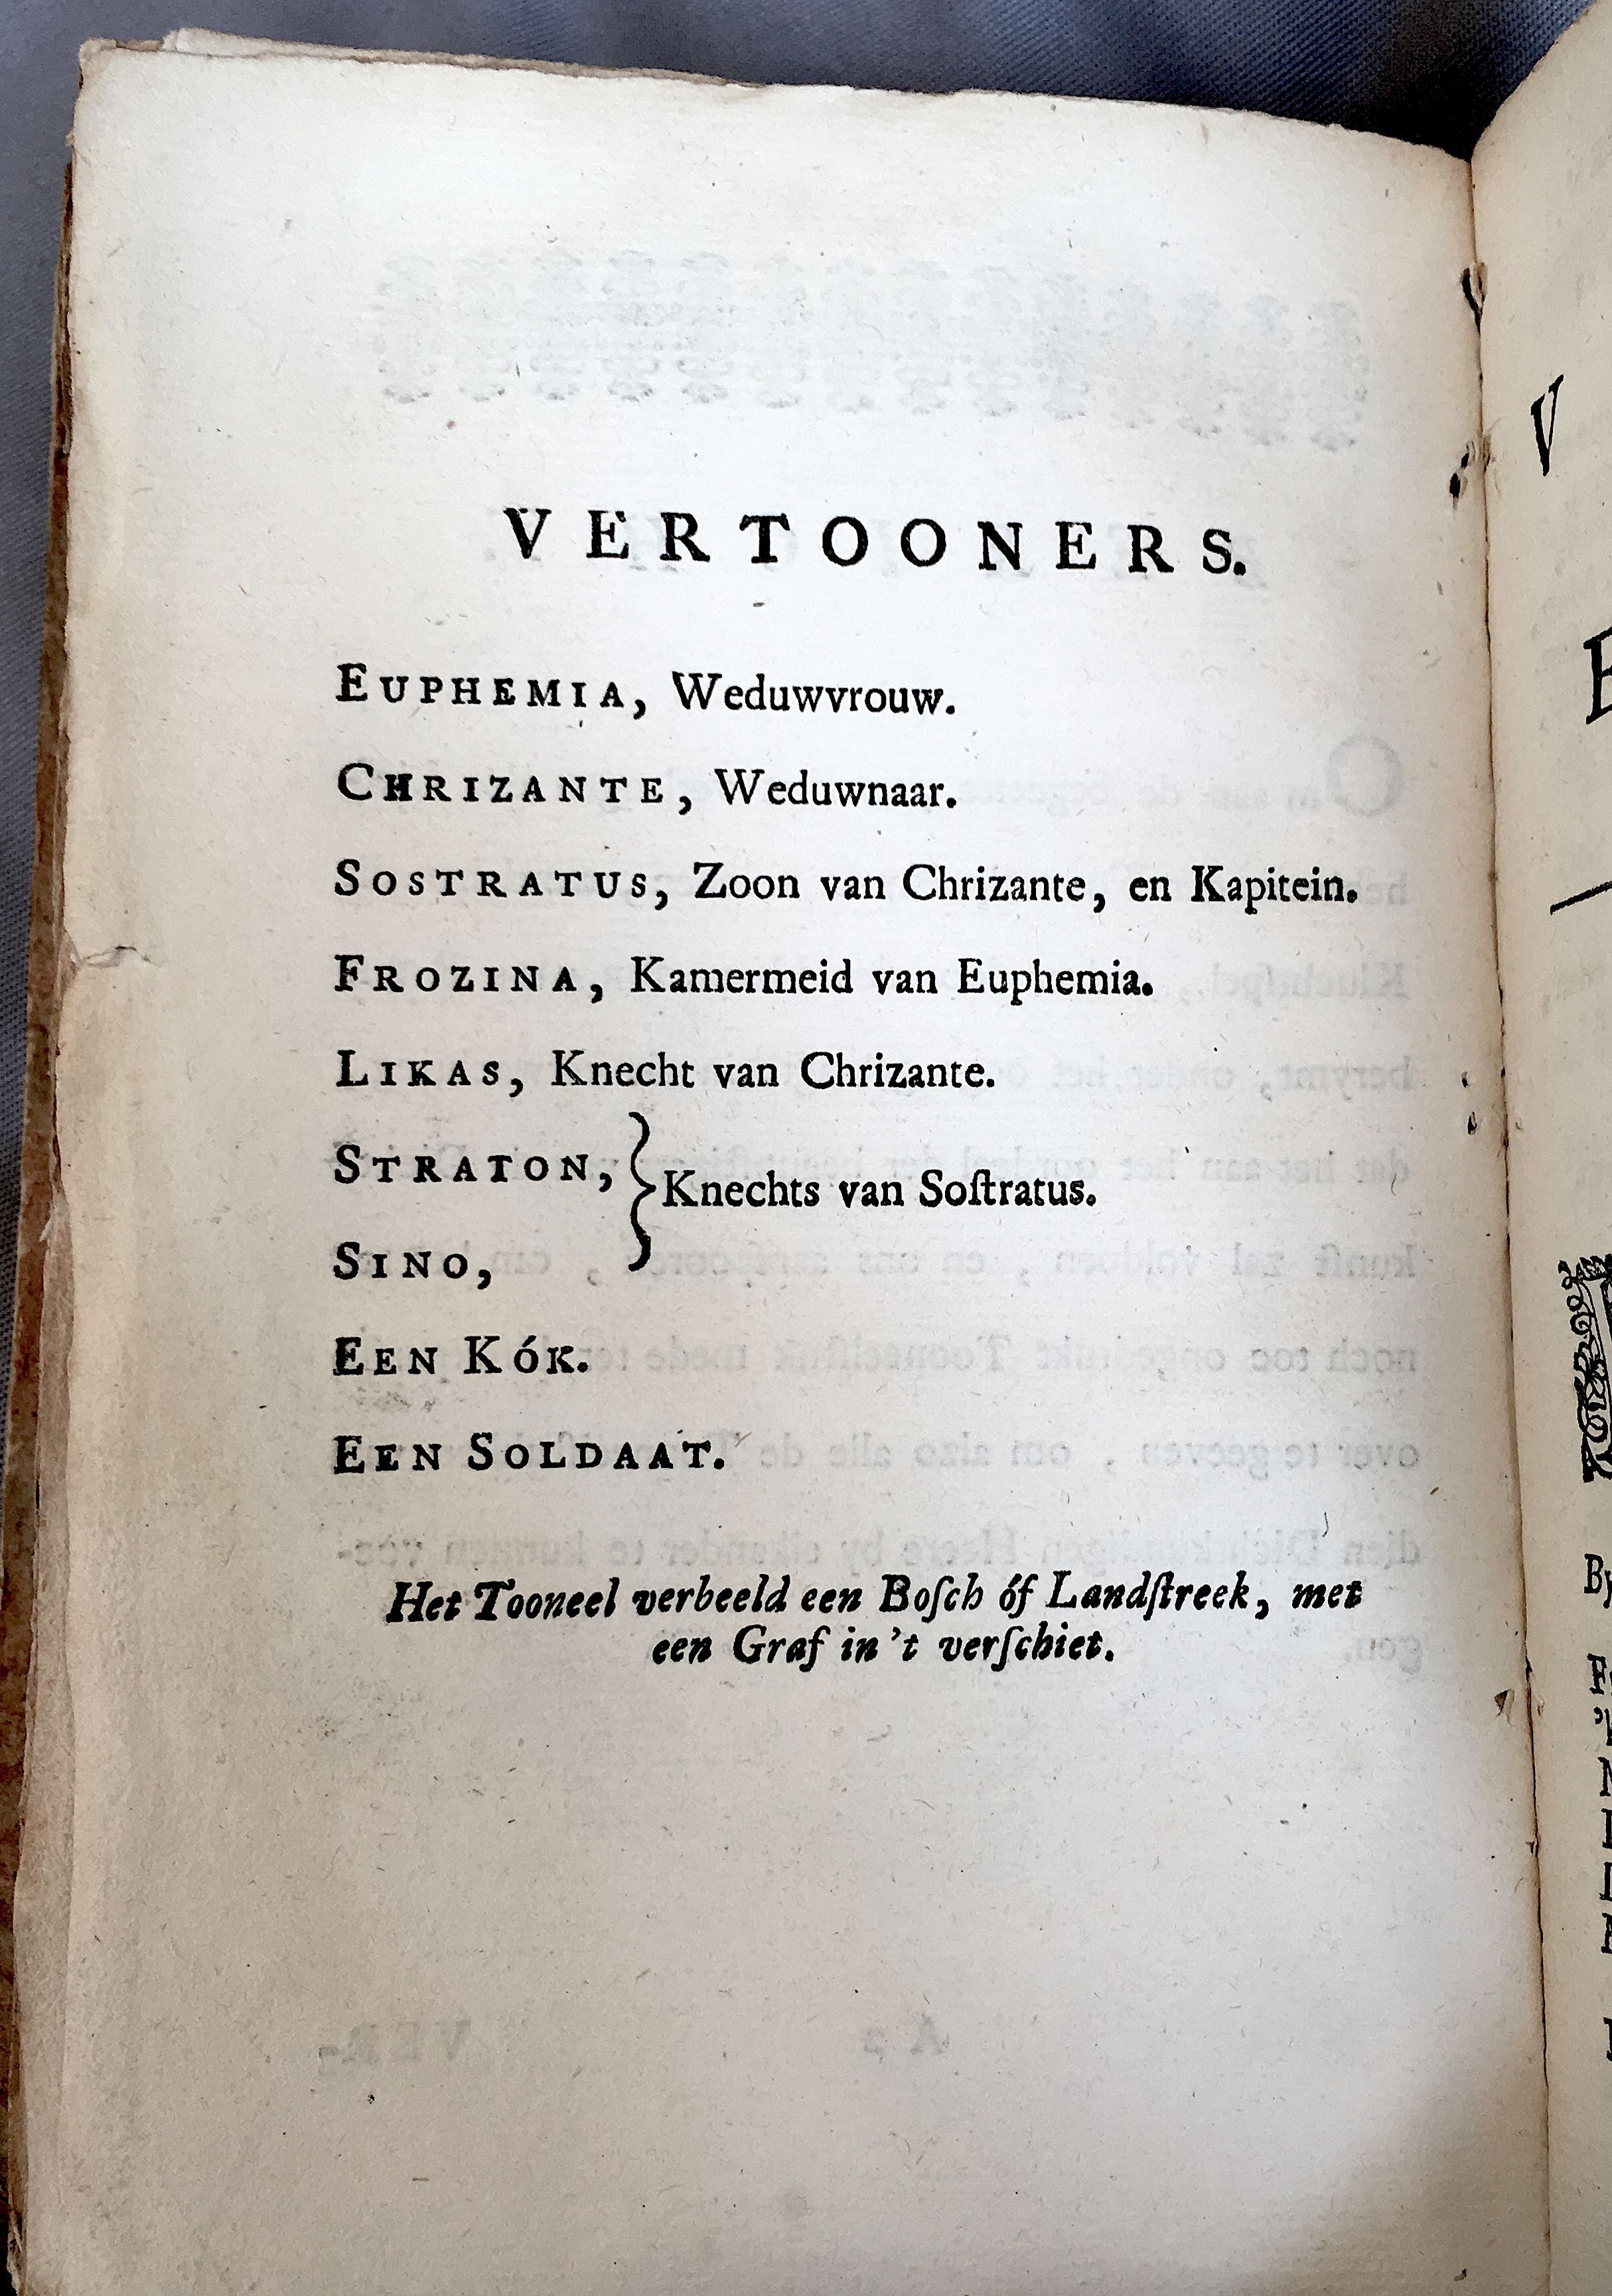 VERTOONERS.
EUPHEMIA, Weduwvrouw.
CHRIZANTE, Weduwnaar.
SOSTRATUS, Zoon van Chrizante, en Kapitein.
FROZINA, Kamermeid van Euphemia.
LIKAS, Knecht van Chrizante.
STRATON,
} Knechts van Soſtratus.
SINO,
EEN KÓK.
EEN SOLDAAT.
Het Tooneel verbeeld een Boſch óf Landſtreek, met
een Graf in 't verſchiet.